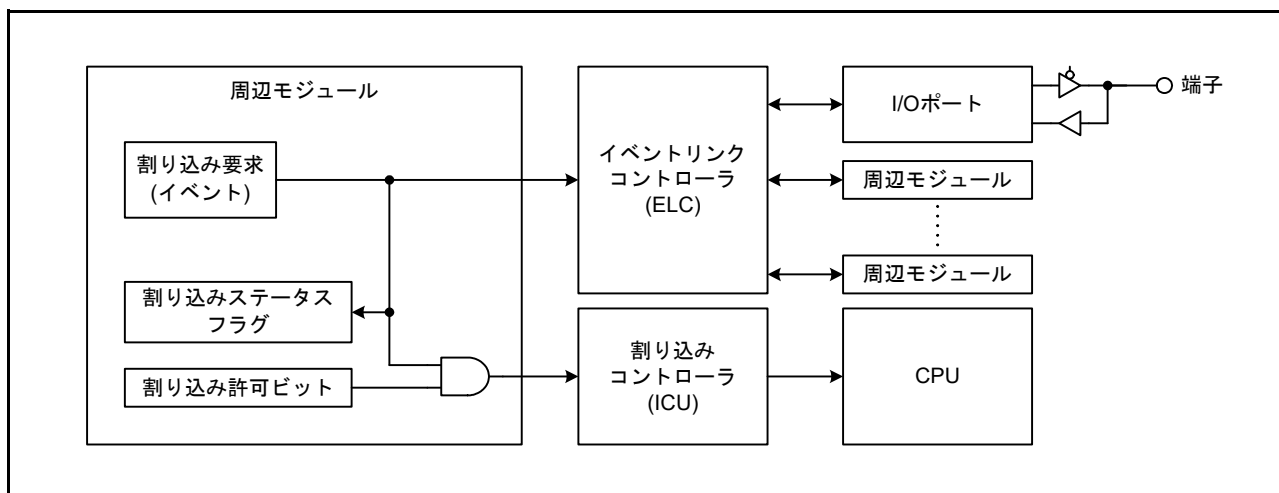 周辺モジュール
割り込み要求
(イベント)
割り込みステータス
フラグ
割り込み許可ビット
イベントリンク
コントローラ
(ELC)
割り込み
コントローラ
(ICU)
I/Oポート
端子
周辺モジュール
周辺モジュール
CPU